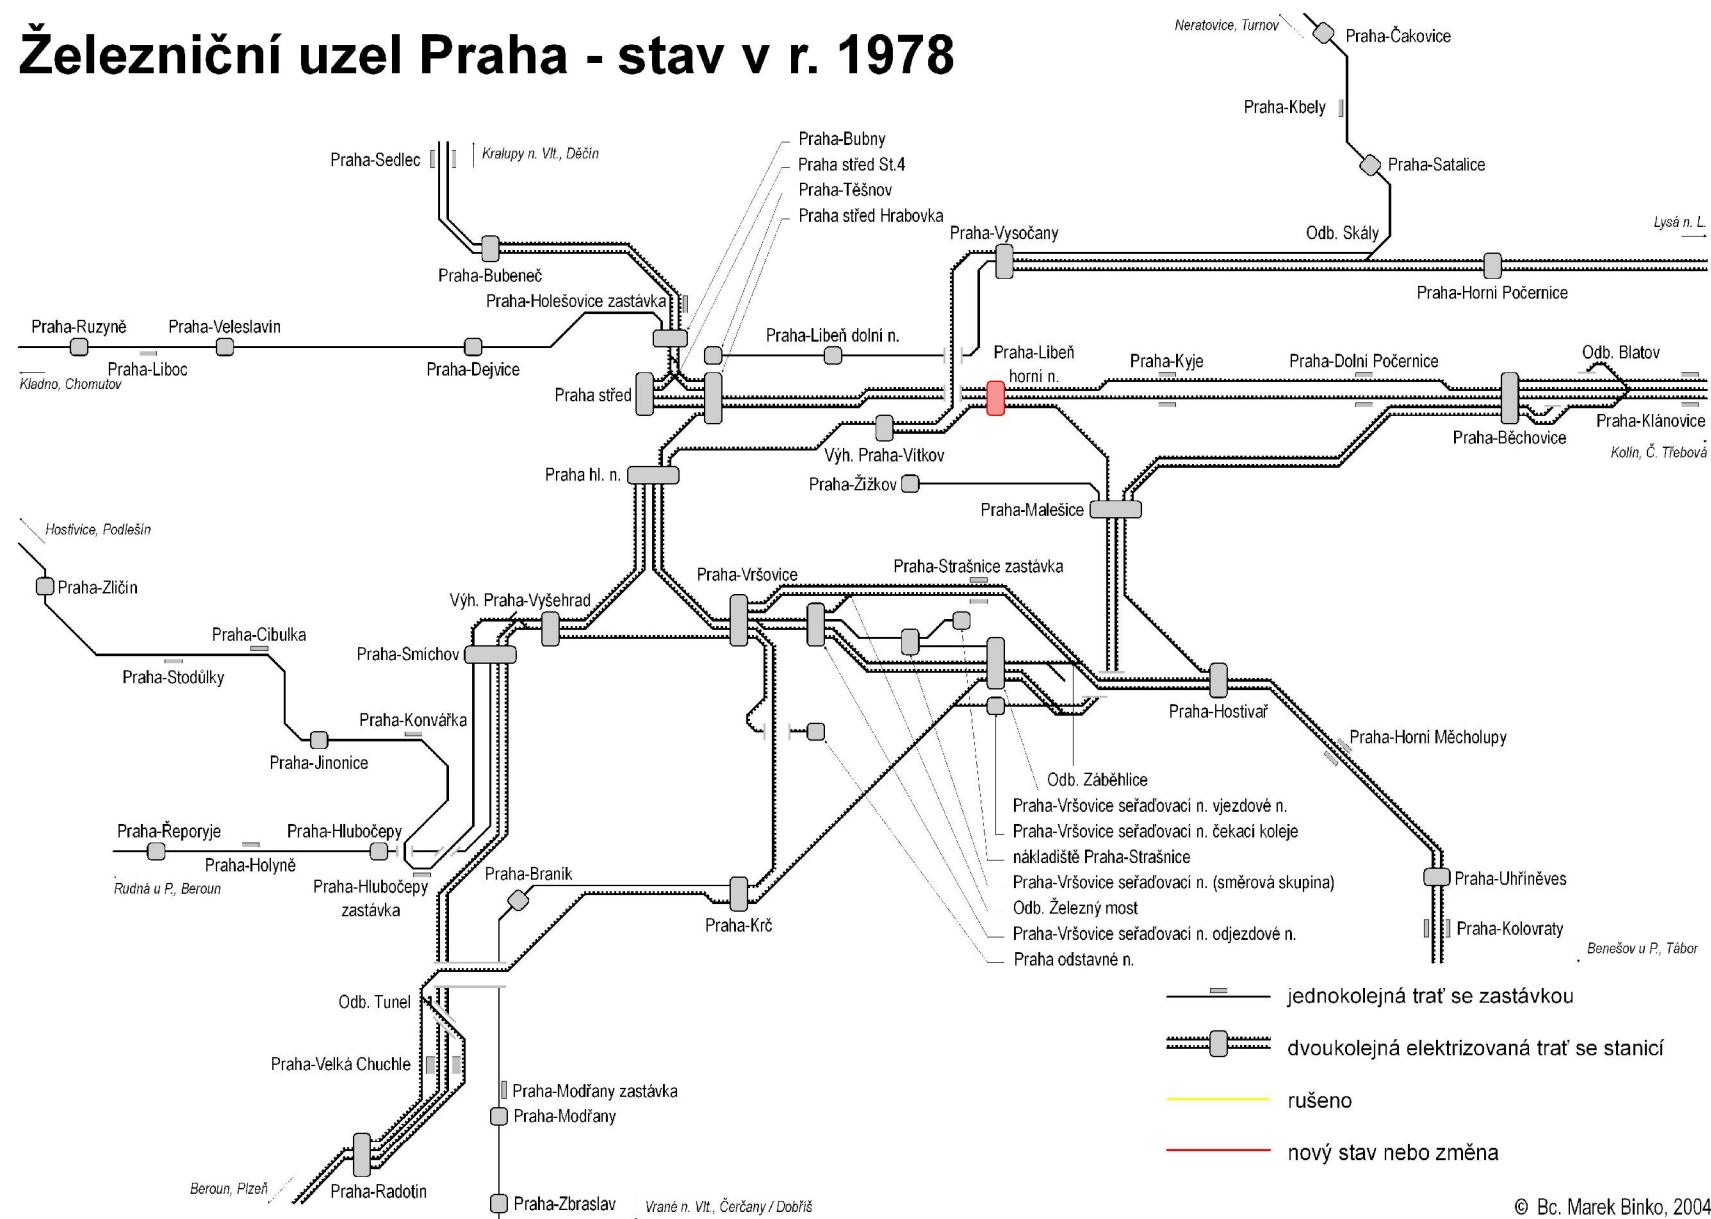 Železniční uzel Praha - stav v r. 1978
Neratovice, Turnov
Praha-Čakovice
Praha-Kbely
Praha-Satalice
Praha-Sedlec
Kralupy n. Vlt., Děčín
Praha-Bubny
Praha střed St.4
Praha-Těšnov
Praha střed Hrabovka
Praha-Vysočany
Odb. Skály
Lysá n. L.
Praha-Bubeneč
Praha-Holešovice zastávka
Praha-Horní Počernice
Praha-Ruzyně
Praha-Veleslavín
Praha-Liboc
Praha-Dejvice
Kladno, Chomutov
Praha-Libeň dolní n.
Praha-Libeň
horní n.
Praha-Kyje
Praha-Dolní Počernice
Odb. Blatov
Praha střed
Praha-Klánovice
Praha-Běchovice
Kolín, Č. Třebová
Výh. Praha-Vítkov
Praha hl. n.
Praha-Žižkov
Praha-Malešice
Hostivice, Podlešín
Praha-Zličín
Praha-Vršovice
Praha-Strašnice zastávka
Výh. Praha-Vyšehrad
Praha-Cibulka
Praha-Smíchov
Praha-Stodůlky
Praha-Konvářka
Praha-Jinonice
Praha-Hostivař
Praha-Horní Měcholupy
Odb. Záběhlice
Praha-Vršovice seřaďovací n. vjezdové n.
Praha-Vršovice seřaďovací n. čekací koleje
nákladiště Praha-Strašnice
Praha-Vršovice seřaďovací n. (směrová skupina)
Odb. Železný most
Praha-Vršovice seřaďovací n. odjezdové n.
Praha odstavné n.
Praha-Řeporyje
Praha-Hlubočepy
Praha-Holyně
Rudná u P., Beroun
Praha-Hlubočepy
zastávka
Praha-Braník
Praha-Krč
Praha-Uhříněves
Praha-Kolovraty
Benešov u P., Tábor
Odb. Tunel
Praha-Velká Chuchle
Praha-Modřany zastávka
Praha-Modřany
Beroun, Plzeň
Praha-Radotín
Praha-Zbraslav
Vrané n. Vlt., Čerčany / Dobříš
jednokolejná trať se zastávkou
dvoukolejná elektrizovaná trať se stanicí
rušeno
nový stav nebo změna
© Bc. Marek Binko, 2004